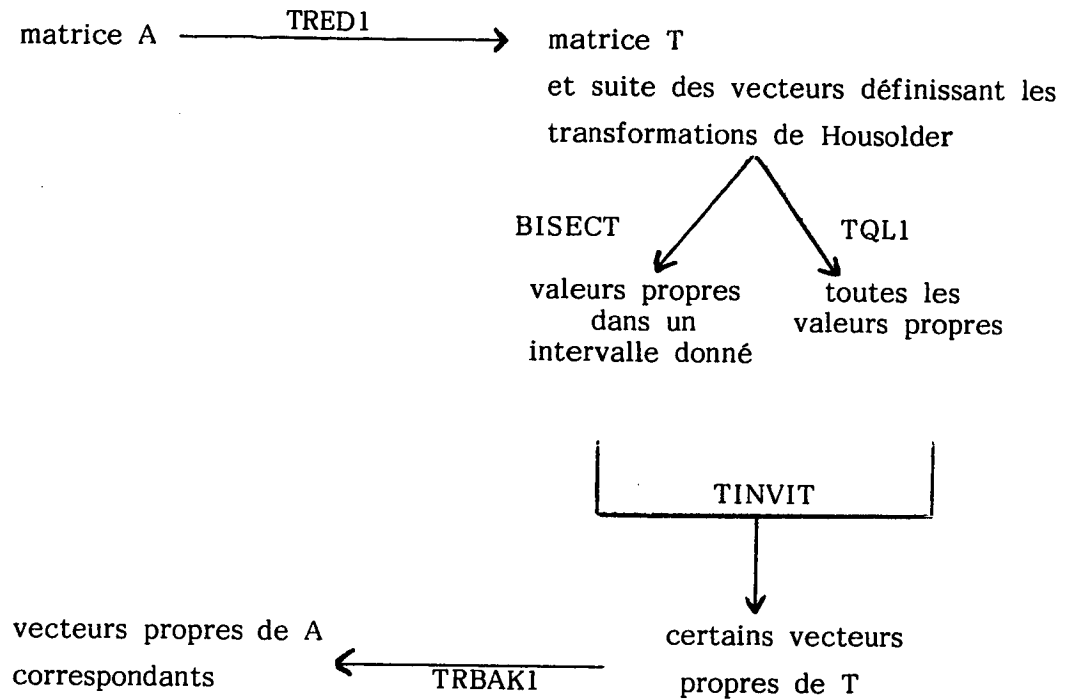 matrice A
TRED1
matrice T
et suite des vecteurs définissant les
transformations de Housolder
BISECT
TQL1
valeurs propres
dans un
intervalle donné
toutes les
valeurs propres
TINVIT
certains vecteurs
propres de T
TRBAK1
vecteurs propres de A
correspondants